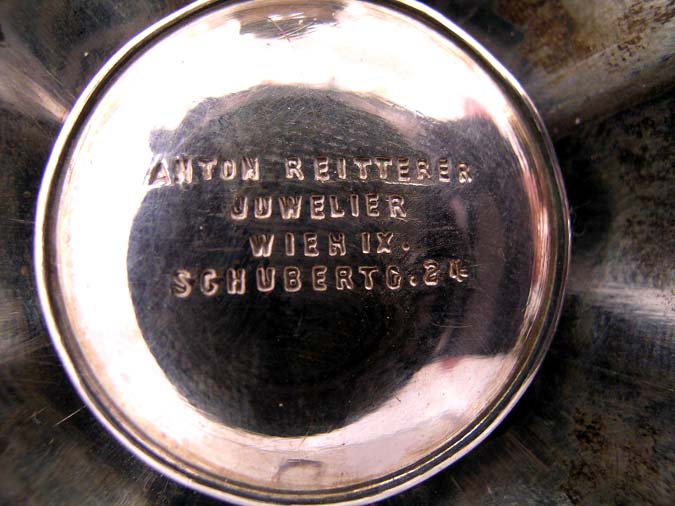 ANTON REITTERER
JUWELIER
WIEN IX.
SCHUBERTG.24